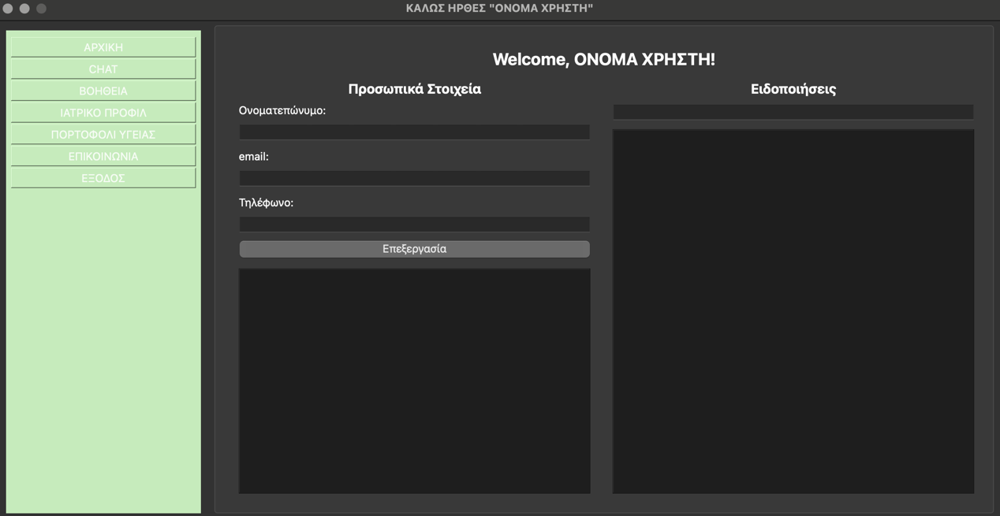 ΚΑΛΩΣ ΗΡΘΕΣ "ΟΝΟΜΑ ΧΡΗΣΤΗ"
ΑΡΧΙΚΗ
CHAT
ΒΟΗΘΕΙΑ
ΙΑΤΡΙΚΟ ΠΡΟΦΙΛ
ΠΟΡΤΟΦΟΛΙ ΥΓΕΙΑΣ
ΕΠΙΚΟΙΝΩΝΙΑ
ΕΞΟΔΟΣ
Welcome, ΟΝΟΜΑ ΧΡΗΣΤΗ!
Προσωπικά Στοιχεία
Ονοματεπώνυμο:
email:
Τηλέφωνο:
Επεξεργασία
Ειδοποιήσεις